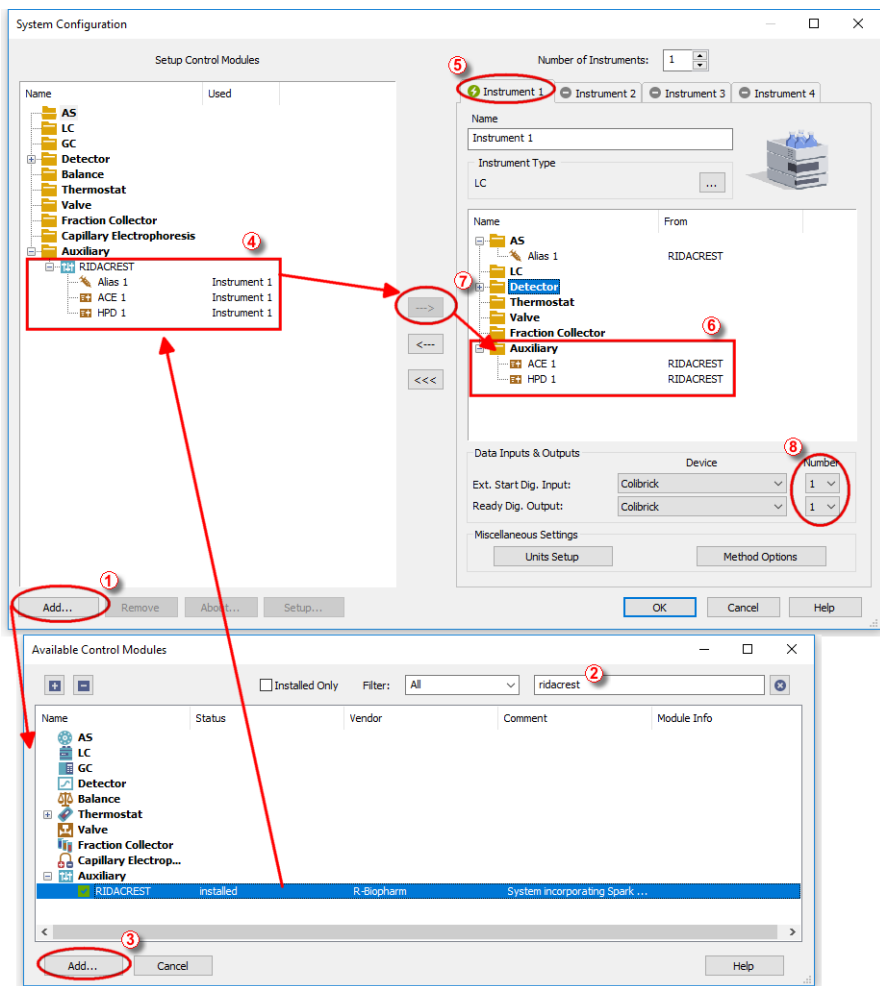 System Configuration
Setup Control Modules
Number of Instruments: 1
5
Name Used
AS
LC
GC
Detector
Balance
Thermostat
Valve
Fraction Collector
Capillary Electrophoresis
4
Auxiliary
RIDACREST
Alias 1 Instrument 1
ACE 1 Instrument 1
HPD 1 Instrument 1
--->
<---
<<<
Instrument 1 Instrument 2 Instrument 3 Instrument 4
Name
Instrument 1
Instrument Type
LC ...
Name From
AS
Alias 1 RIDACREST
LC
7
Detector
Thermostat
Valve
Fraction Collector
6
Auxiliary
ACE 1 RIDACREST
HPD 1 RIDACREST
Data Inputs & Outputs
8
Device Number
Ext. Start Dig. Input: Colibrick 1
Ready Dig. Output: Colibrick 1
Miscellaneous Settings
Units Setup Method Options
1
Add... Remove About... Setup... OK Cancel Help
Available Control Modules
2
Installed Only Filter: All ridacrest
Name Status Vendor Comment Module Info
AS
LC
GC
Detector
Balance
Thermostat
Valve
Fraction Collector
Capillary Electrop...
Auxiliary
RIDACREST installed R-Biopharm System incorporating Spark ...
3
Add... Cancel Help